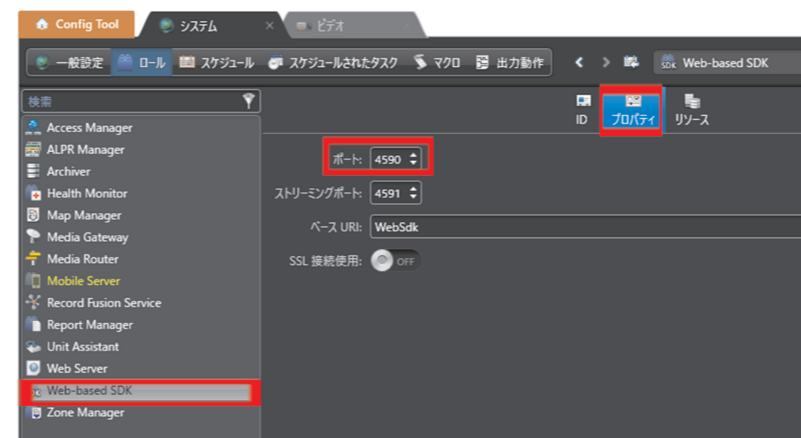 Config Tool システム × ビデオ
一般設定 ロール スケジュール スケジュールされたタスク マクロ 出力動作 SDK Web-based SDK
検索
ID プロパティ リソース
Access Manager
ALPR Manager
Archiver
Health Monitor
Map Manager
Media Gateway
Media Router
Mobile Server
Record Fusion Service
Report Manager
Unit Assistant
Web Server
Web-based SDK
Zone Manager
ポート: 4590
ストリーミングポート: 4591
ベース URI: WebSdk
SSL 接続使用: OFF